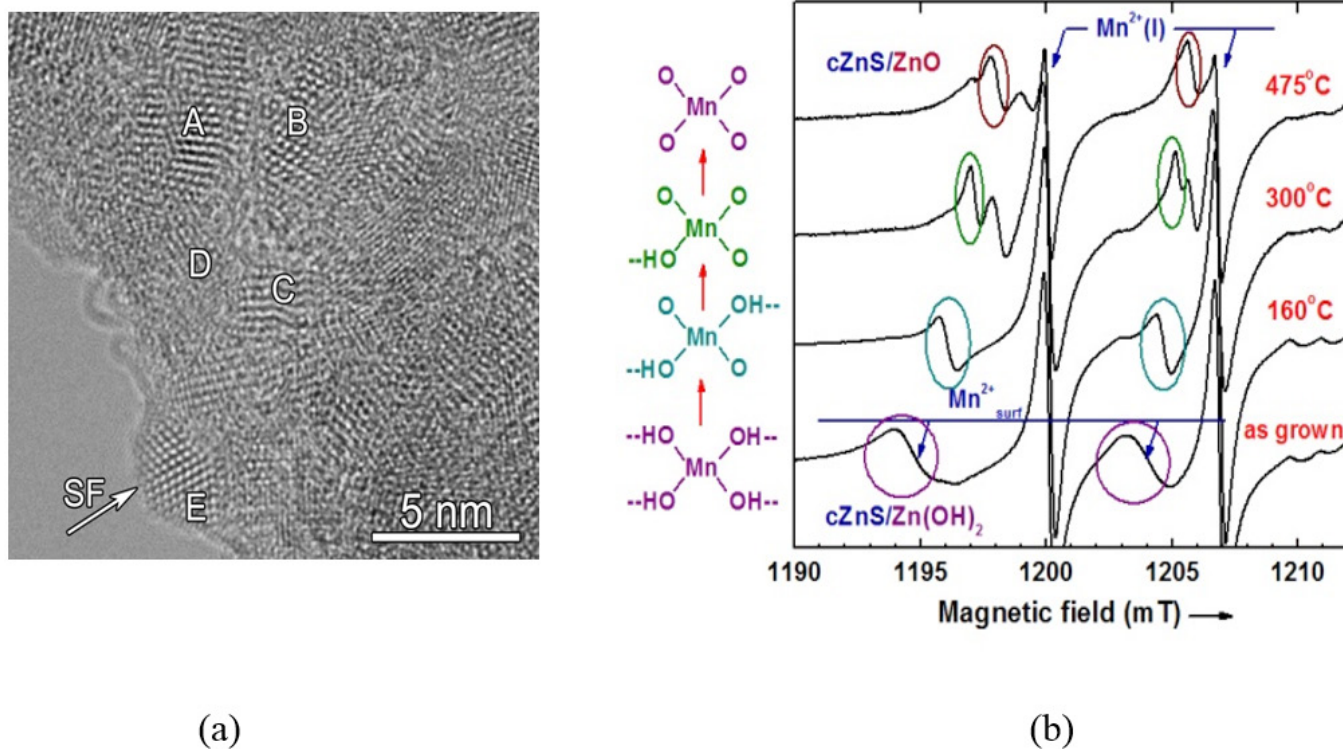 A
B
D
C
SF
E
5 nm
(a)
O O
Mn
O O
O O
Mn
--HO O
O OH--
Mn
--HO O
--HO OH--
Mn
--HO OH--
cZnS/ZnO
Mn²⁺(I)
475°C
300°C
160°C
Mn²⁺surf
as grown
cZnS/Zn(OH)₂
1190 1195 1200 1205 1210
Magnetic field (mT)
(b)